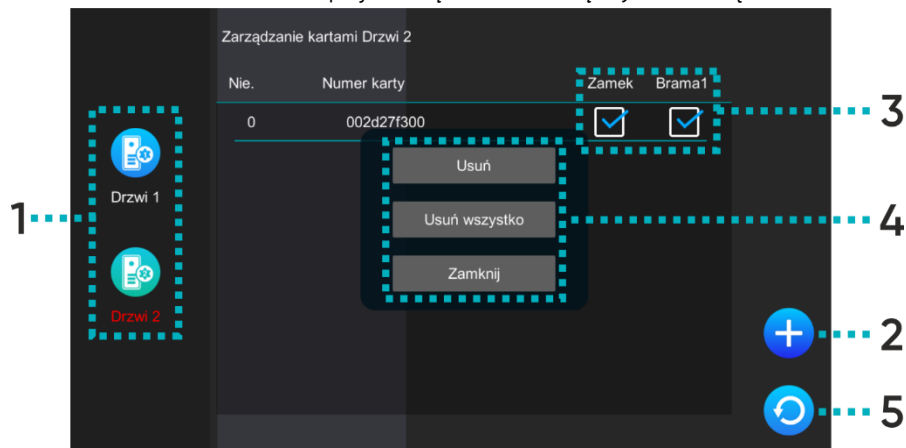 Zarządzanie kartami Drzwi 2
Nie. Numer karty Zamek Brama1
0 002d27f300
3
Usuń
Drzwi 1
1
Usuń wszystko
4
Zamknij
Drzwi 2
2
5